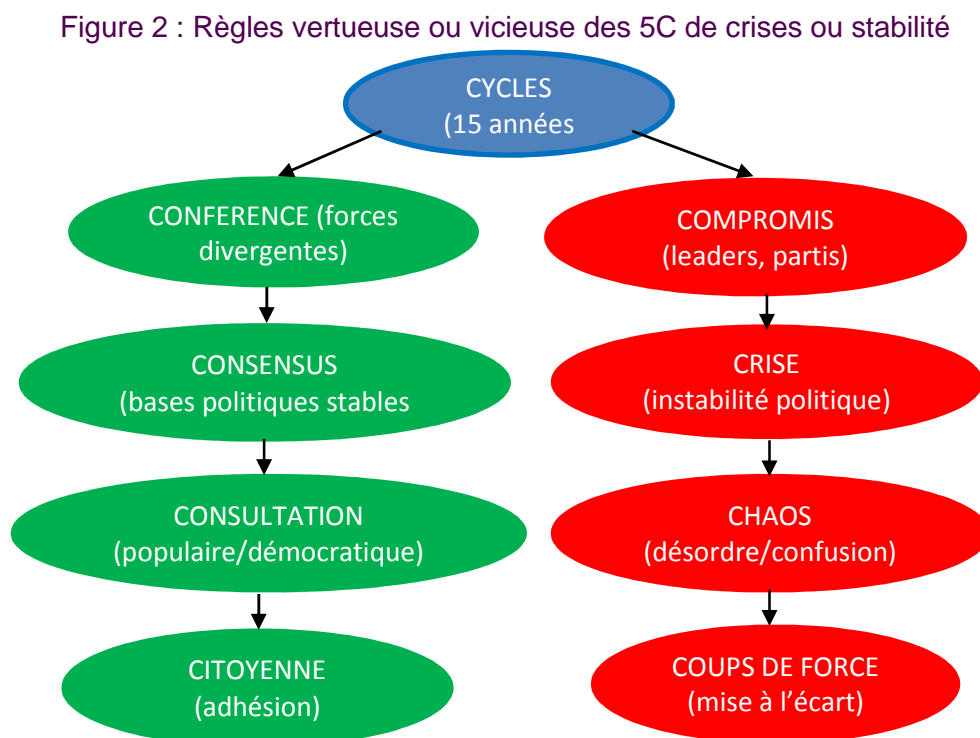 Figure 2 : Règles vertueuse ou vicieuse des 5C de crises ou stabilité
CYCLES
(15 années
CONFERENCE (forces
divergentes)
CONSENSUS
(bases politiques stables
CONSULTATION
(populaire/démocratique)
CITOYENNE
(adhésion)
COMPROMIS
(leaders, partis)
CRISE
(instabilité politique)
CHAOS
(désordre/confusion)
COUPS DE FORCE
(mise à l’écart)